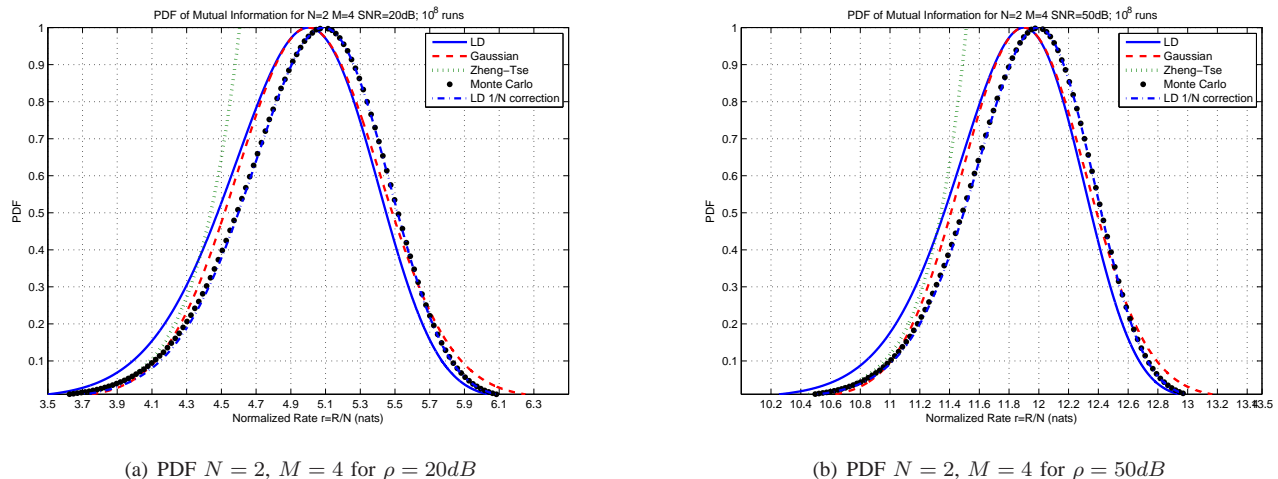 PDF of Mutual Information for N=2 M=4 SNR=20dB; 10^8 runs
1
0.9
0.8
0.7
0.6
0.5
0.4
0.3
0.2
0.1
PDF
LD
Gaussian
Zheng-Tse
Monte Carlo
LD 1/N correction
3.5 3.7 3.9 4.1 4.3 4.5 4.7 4.9 5.1 5.3 5.5 5.7 5.9 6.1 6.3
Normalized Rate r=R/N (nats)
(a) PDF N = 2, M = 4 for ρ = 20dB
PDF of Mutual Information for N=2 M=4 SNR=50dB; 10^8 runs
1
0.9
0.8
0.7
0.6
0.5
0.4
0.3
0.2
0.1
PDF
LD
Gaussian
Zheng-Tse
Monte Carlo
LD 1/N correction
10.2 10.4 10.6 10.8 11 11.2 11.4 11.6 11.8 12 12.2 12.4 12.6 12.8 13 13.2 13.4 13.5
Normalized Rate r=R/N (nats)
(b) PDF N = 2, M = 4 for ρ = 50dB